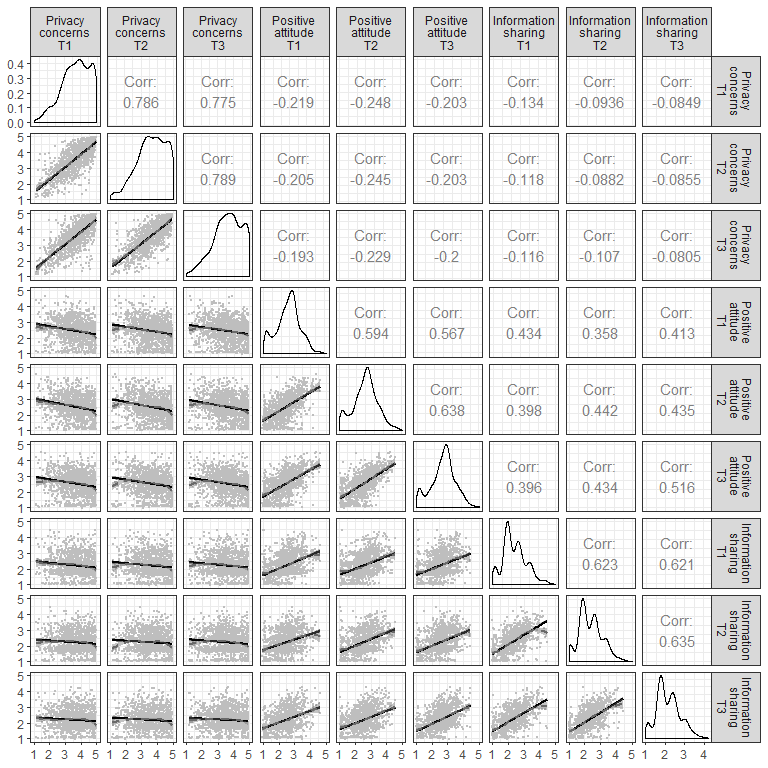 Privacy
concerns
T1
Privacy
concerns
T2
Privacy
concerns
T3
Positive
attitude
T1
Positive
attitude
T2
Positive
attitude
T3
Information
sharing
T1
Information
sharing
T2
Information
sharing
T3
0.4
0.3
0.2
0.1
0.0
Corr:
0.786
Corr:
0.775
Corr:
-0.219
Corr:
-0.248
Corr:
-0.203
Corr:
-0.134
Corr:
-0.0936
Corr:
-0.0849
Privacy
concerns
T1
5
4
3
2
1
Corr:
0.789
Corr:
-0.205
Corr:
-0.245
Corr:
-0.203
Corr:
-0.118
Corr:
-0.0882
Corr:
-0.0855
Privacy
concerns
T2
5
4
3
2
1
Corr:
-0.193
Corr:
-0.229
Corr:
-0.2
Corr:
-0.116
Corr:
-0.107
Corr:
-0.0805
Privacy
concerns
T3
5
4
3
2
1
Corr:
0.594
Corr:
0.567
Corr:
0.434
Corr:
0.358
Corr:
0.413
Positive
attitude
T1
5
4
3
2
1
Corr:
0.638
Corr:
0.398
Corr:
0.442
Corr:
0.435
Positive
attitude
T2
5
4
3
2
1
Corr:
0.396
Corr:
0.434
Corr:
0.516
Positive
attitude
T3
5
4
3
2
1
Corr:
0.623
Corr:
0.621
Information
sharing
T1
5
4
3
2
1
Corr:
0.635
Information
sharing
T2
5
4
3
2
1
Information
sharing
T3
1 2 3 4 5
1 2 3 4 5
1 2 3 4 5
1 2 3 4 5
1 2 3 4 5
1 2 3 4 5
1 2 3 4 5
1 2 3 4 5
1 2 3 4